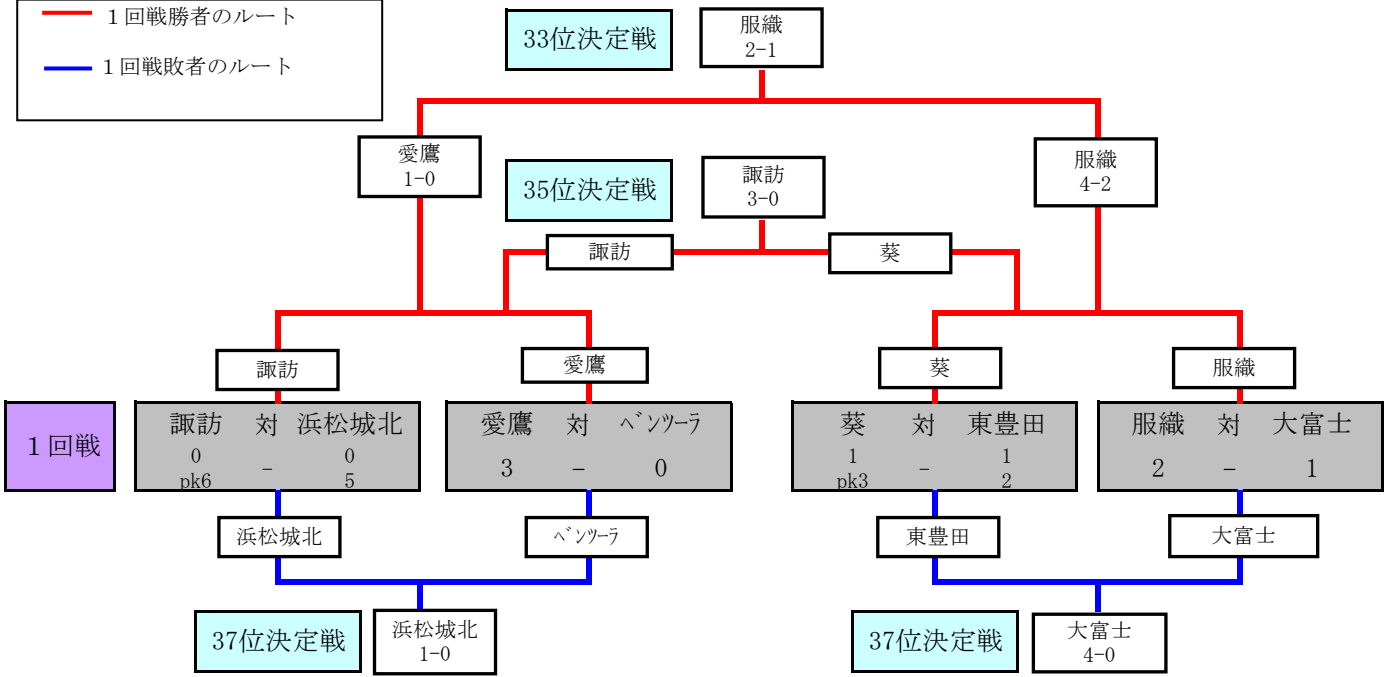 １回戦勝者のルート
１回戦敗者のルート
33位決定戦
服織
2-1
愛鷹
1-0
35位決定戦
諏訪
3-0
服織
4-2
諏訪
葵
諏訪
愛鷹
葵
服織
１回戦
諏訪 対 浜松城北
0 － 0
pk6 5
愛鷹 対 ﾍﾞﾝﾂｰﾗ
3 － 0
葵 対 東豊田
1 － 1
pk3 2
服織 対 大富士
2 － 1
浜松城北
ﾍﾞﾝﾂｰﾗ
東豊田
大富士
37位決定戦
浜松城北
1-0
37位決定戦
大富士
4-0